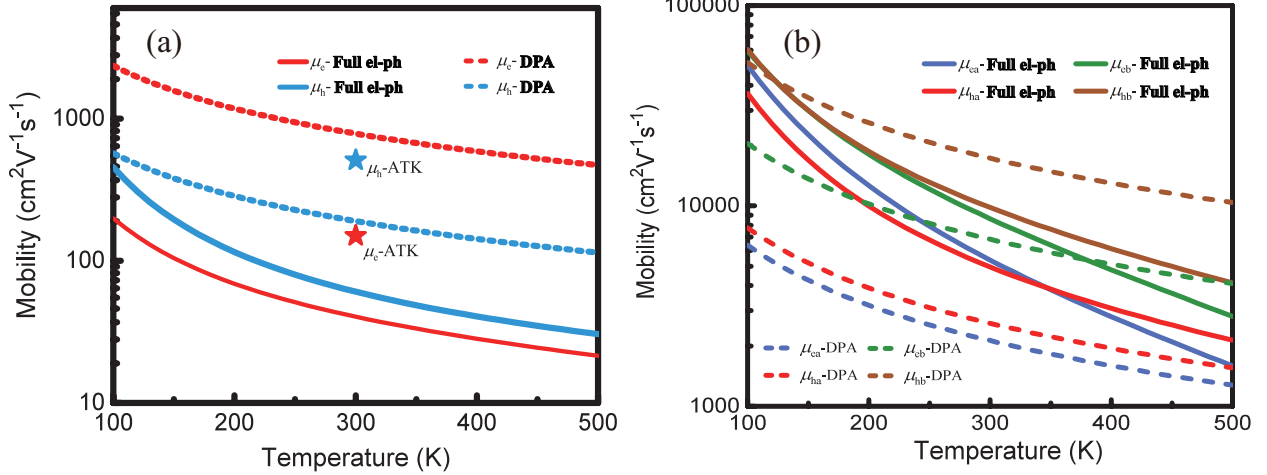 (a)
μe- Full el-ph
μc- DPA
μh- Full el-ph
μh- DPA
μh-ATK
μc-ATK
1000
100
10
100
200
300
400
500
Mobility (cm²V⁻¹s⁻¹)
Temperature (K)
(b)
μea- Full el-ph
μeb- Full el-ph
μha- Full el-ph
μhb- Full el-ph
μea-DPA
μeb-DPA
μha-DPA
μhb-DPA
100000
10000
1000
100
200
300
400
500
Mobility (cm²V⁻¹s⁻¹)
Temperature (K)